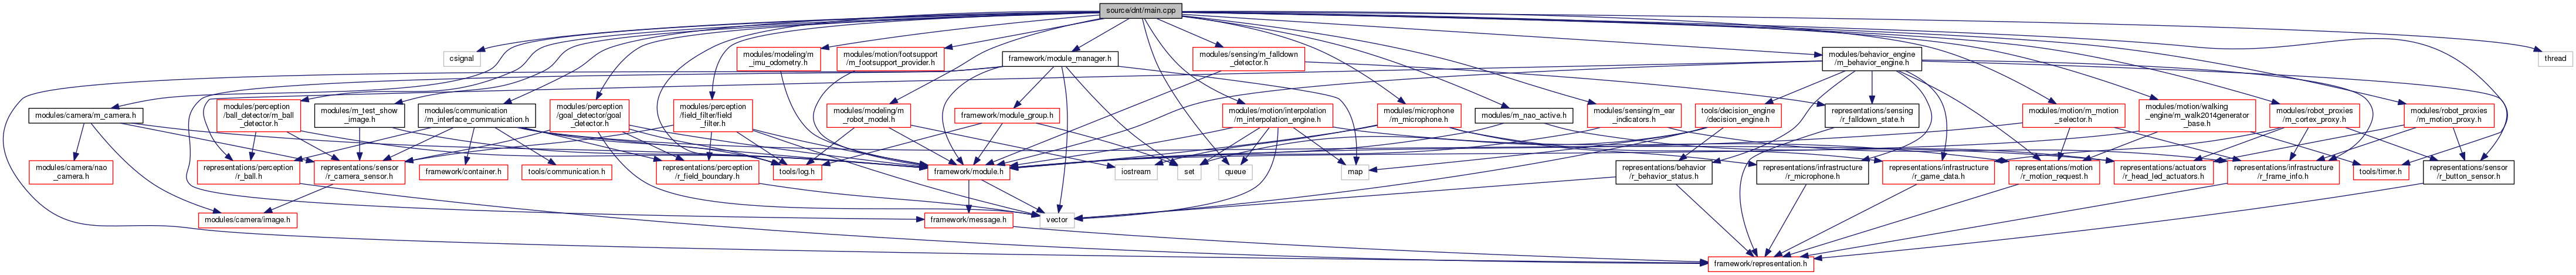 source/dnt/main.cpp
csignal
modules/modeling/m
_imu_odometry.h
modules/motion/footsupport
/m_footsupport_provider.h
framework/module_manager.h
modules/sensing/m_falldown
_detector.h
modules/behavior_engine
/m_behavior_engine.h
thread
modules/camera/m_camera.h
modules/perception
/ball_detector/m_ball
_detector.h
modules/m_test_show
_image.h
modules/communication
/m_interface_communication.h
modules/perception
/goal_detector/goal
_detector.h
modules/perception
/field_filter/field
_filter.h
modules/modeling/m
_robot_model.h
framework/module_group.h
modules/motion/interpolation
/m_interpolation_engine.h
modules/microphone
/m_microphone.h
modules/m_nao_active.h
modules/sensing/m_ear
_indicators.h
tools/decision_engine
/decision_engine.h
representations/sensing
/r_falldown_state.h
modules/motion/m_motion
_selector.h
modules/motion/walking
_engine/m_walk2014generator
_base.h
modules/robot_proxies
/m_cortex_proxy.h
modules/robot_proxies
/m_motion_proxy.h
modules/camera/nao
_camera.h
representations/perception
/r_ball.h
representations/sensor
/r_camera_sensor.h
framework/container.h
tools/communication.h
representations/perception
/r_field_boundary.h
tools/log.h
framework/module.h
iostream
set
queue
map
representations/behavior
/r_behavior_status.h
representations/infrastructure
/r_microphone.h
representations/infrastructure
/r_game_data.h
representations/motion
/r_motion_request.h
representations/actuators
/r_head_led_actuators.h
representations/infrastructure
/r_frame_info.h
tools/timer.h
representations/sensor
/r_button_sensor.h
modules/camera/image.h
framework/message.h
vector
framework/representation.h